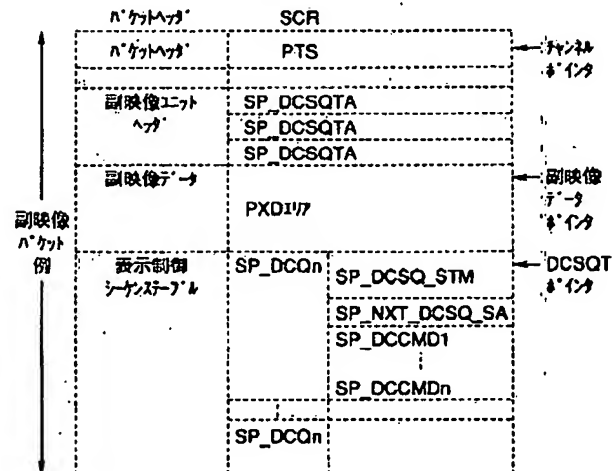 パケットヘッダ SCR
パケットヘッダ PTS
チャンネル
ポインタ
副映像ユニット
ヘッダ
SP_DCSQTA
SP_DCSQTA
SP_DCSQTA
副映像データ
PXDエリア
副映像
データ
ポインタ
副映像
パケット
例
表示制御
シーケンステーブル
SP_DCQn
SP_DCSQ_STM
DCSQT
ポインタ
SP_NXT_DCSQ_SA
SP_DCCMD1
SP_DCCMDn
SP_DCQn